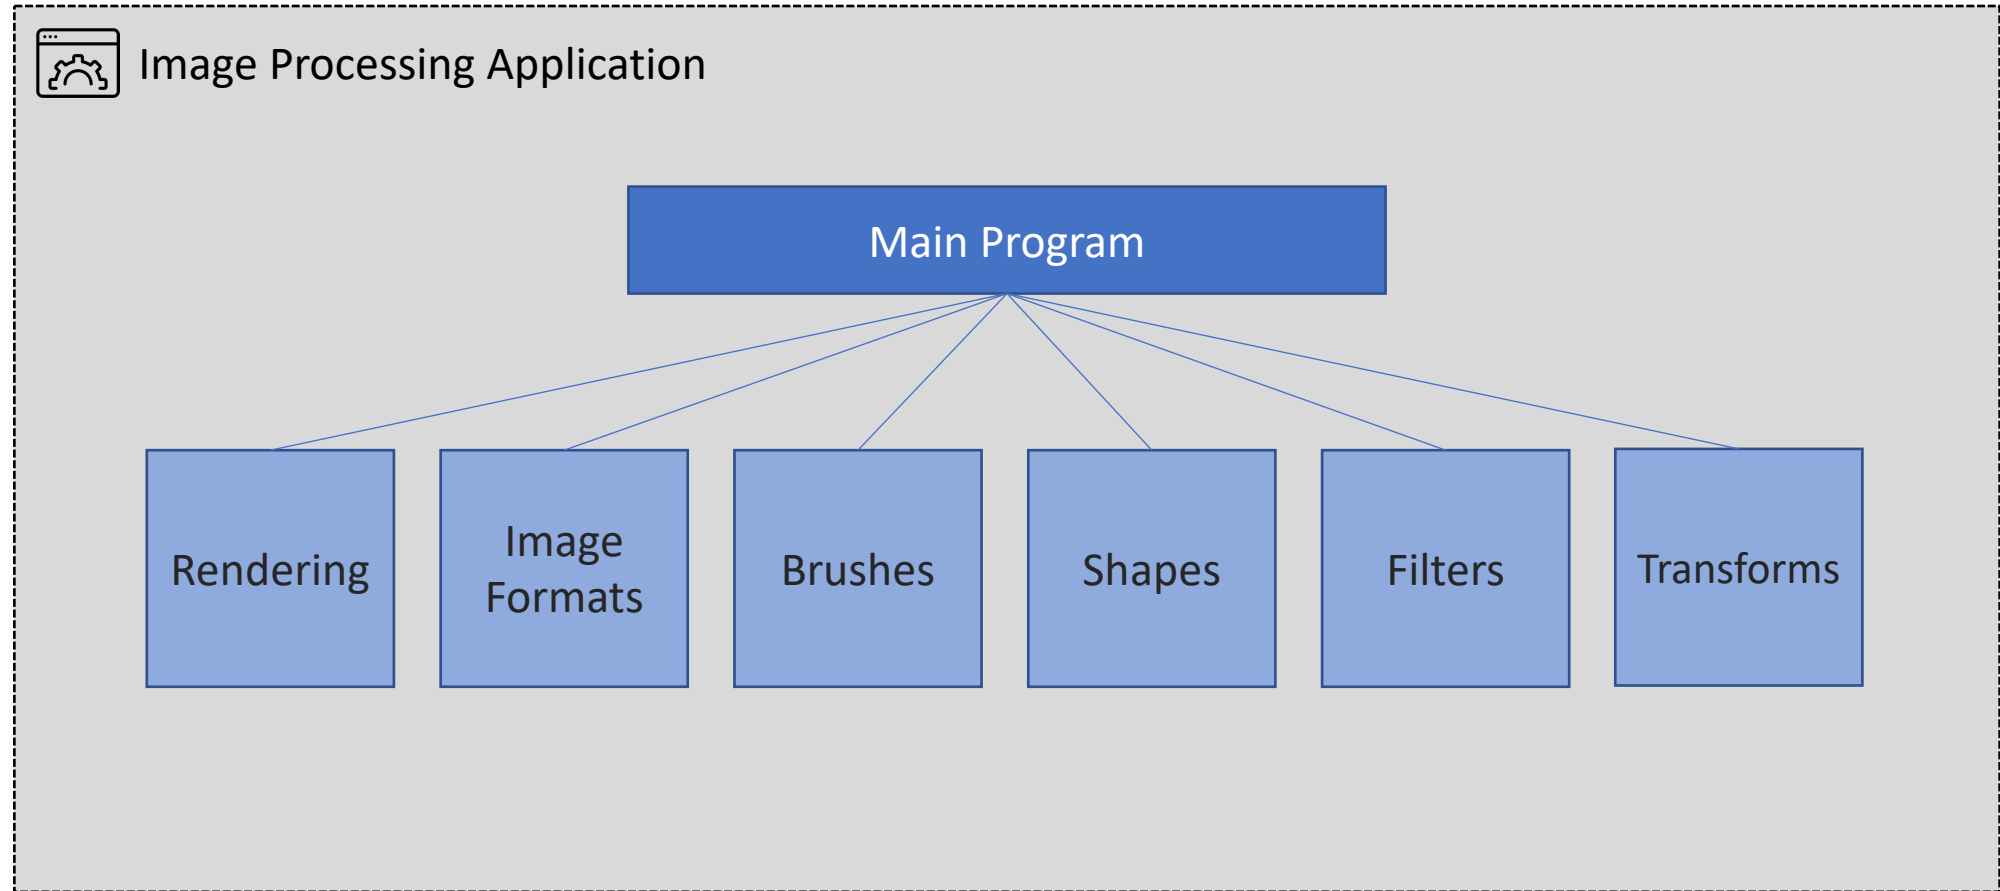 Image Processing Application
Main Program
Rendering
Image
Formats
Brushes
Shapes
Filters
Transforms